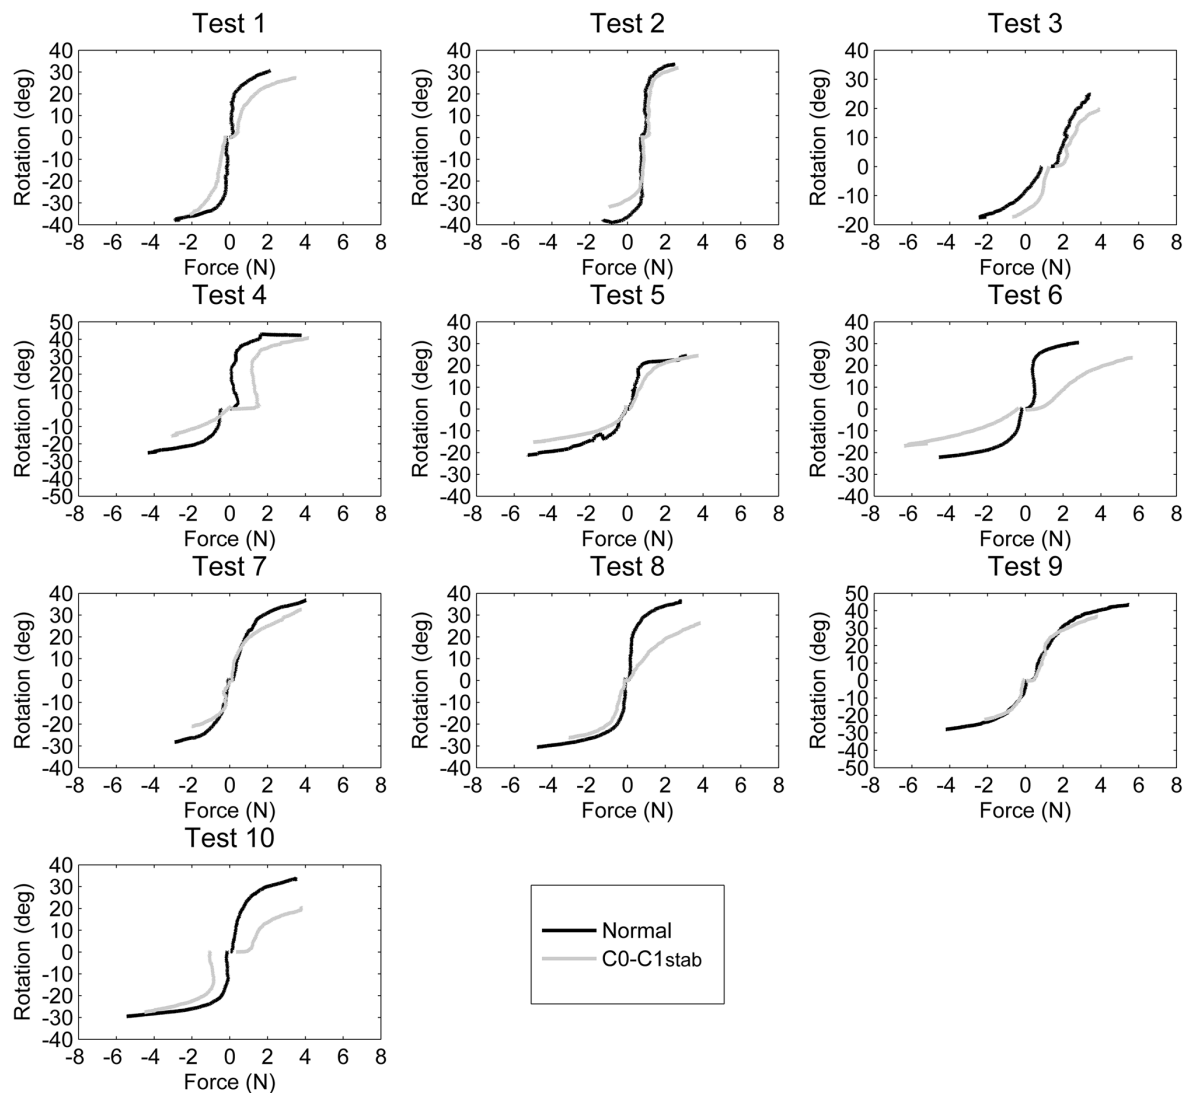 Test 1
Test 2
Test 3
40
30
20
10
0
-10
-20
-30
-40
Rotation (deg)
-8 -6 -4 -2 0 2 4 6 8
Force (N)
40
30
20
10
0
-10
-20
-30
-40
Rotation (deg)
-8 -6 -4 -2 0 2 4 6 8
Force (N)
40
30
20
10
0
-10
-20
Rotation (deg)
-8 -6 -4 -2 0 2 4 6 8
Force (N)
Test 4
Test 5
Test 6
50
40
30
20
10
0
-10
-20
-30
-40
-50
Rotation (deg)
-8 -6 -4 -2 0 2 4 6 8
Force (N)
40
30
20
10
0
-10
-20
-30
-40
Rotation (deg)
-8 -6 -4 -2 0 2 4 6 8
Force (N)
40
30
20
10
0
-10
-20
-30
-40
Rotation (deg)
-8 -6 -4 -2 0 2 4 6 8
Force (N)
Test 7
Test 8
Test 9
40
30
20
10
0
-10
-20
-30
-40
Rotation (deg)
-8 -6 -4 -2 0 2 4 6 8
Force (N)
40
30
20
10
0
-10
-20
-30
-40
Rotation (deg)
-8 -6 -4 -2 0 2 4 6 8
Force (N)
50
40
30
20
10
0
-10
-20
-30
-40
-50
Rotation (deg)
-8 -6 -4 -2 0 2 4 6 8
Force (N)
Test 10
40
30
20
10
0
-10
-20
-30
-40
Rotation (deg)
-8 -6 -4 -2 0 2 4 6 8
Force (N)
Normal
C0-C1stab